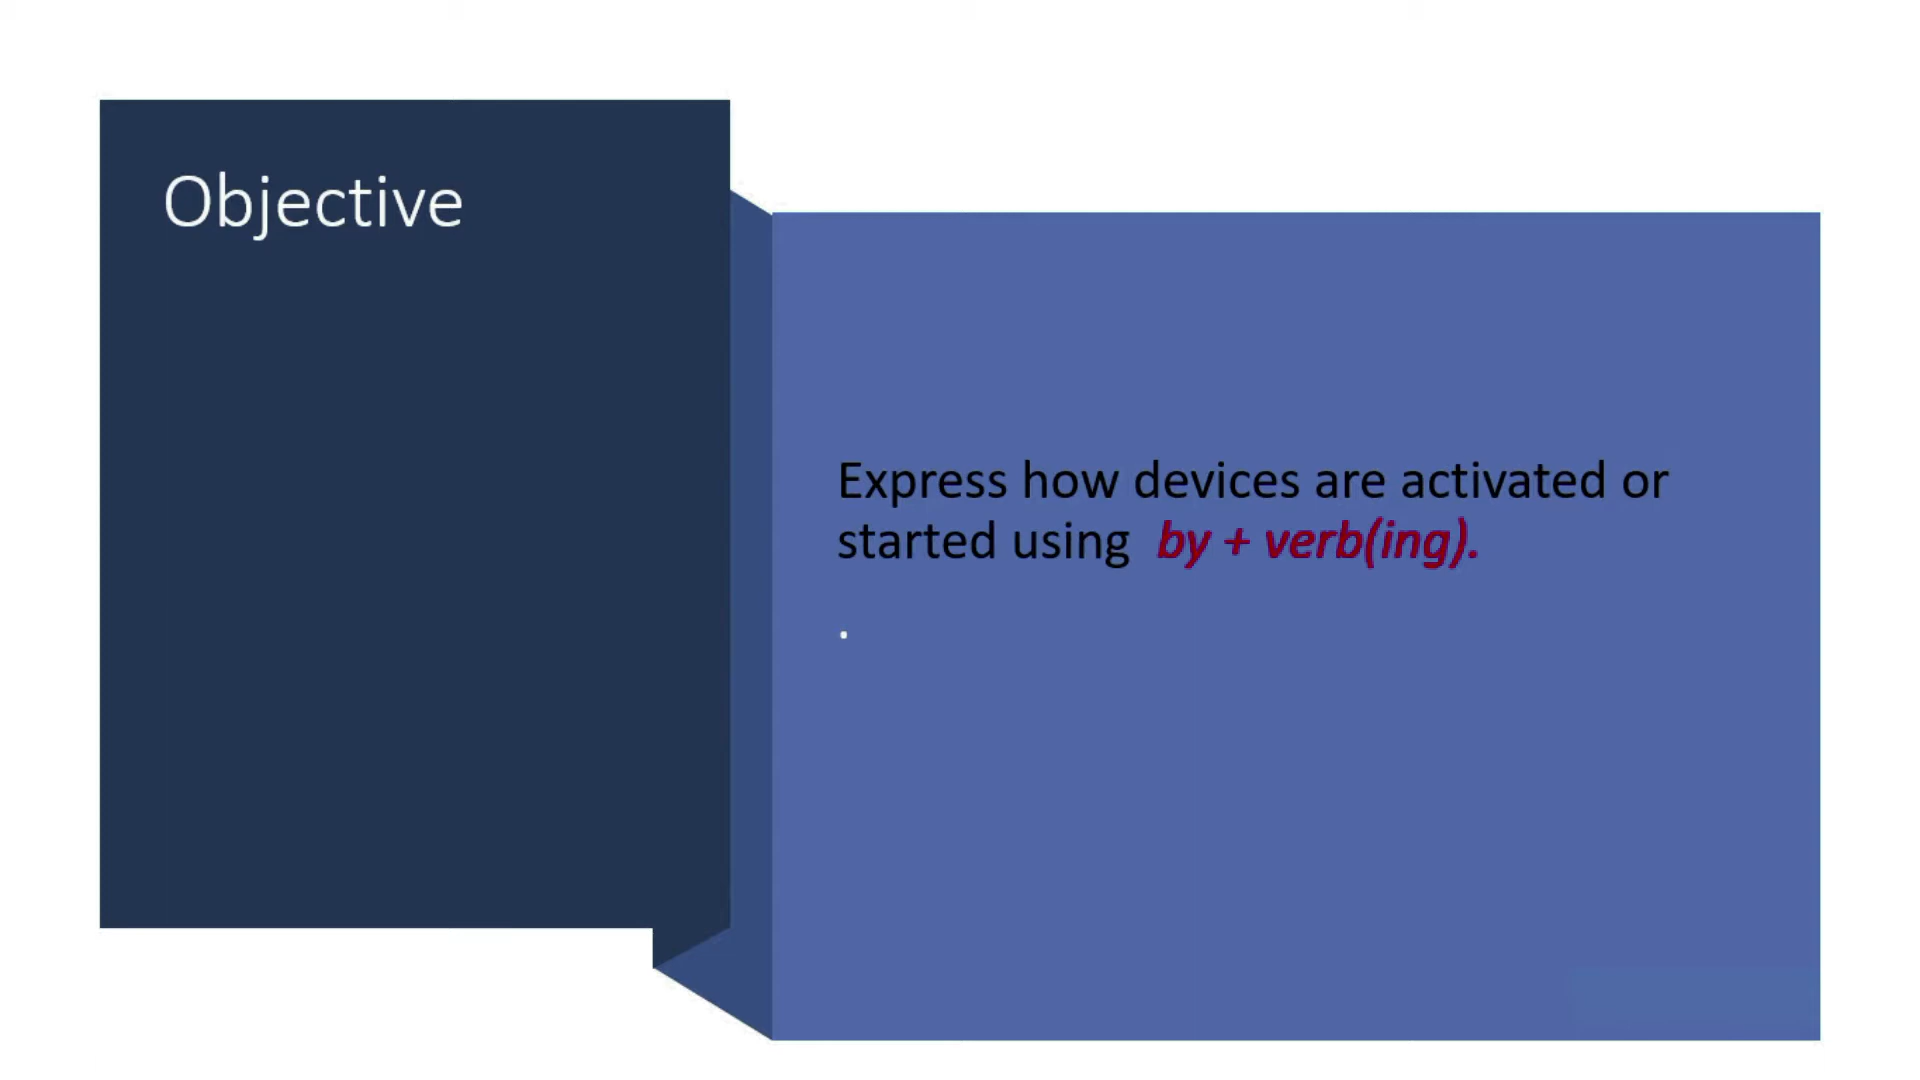 Objective
Express how devices are activated or
started using by + verb(ing).
.